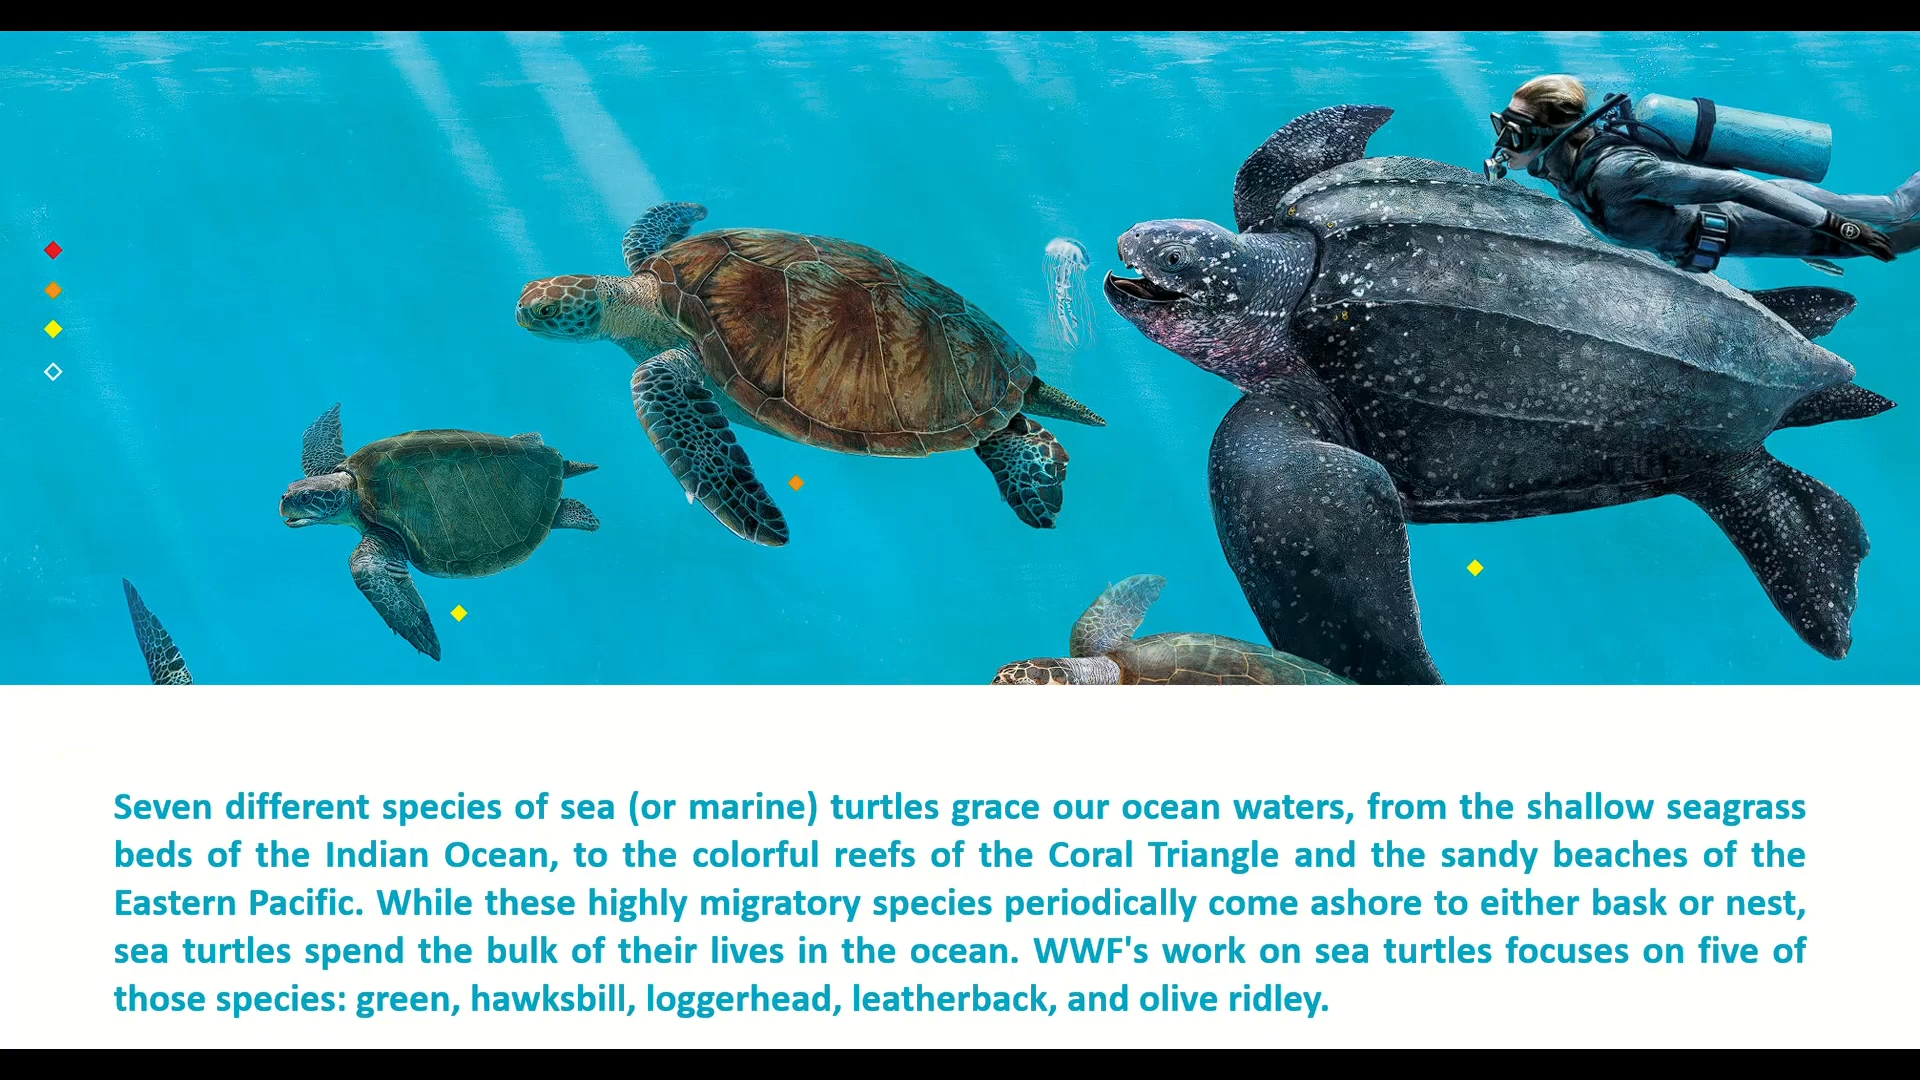 Seven different species of sea (or marine) turtles grace our ocean waters, from the shallow seagrass
beds of the Indian Ocean, to the colorful reefs of the Coral Triangle and the sandy beaches of the
Eastern Pacific. While these highly migratory species periodically come ashore to either bask or nest,
sea turtles spend the bulk of their lives in the ocean. WWF's work on sea turtles focuses on five of
those species: green, hawksbill, loggerhead, leatherback, and olive ridley.